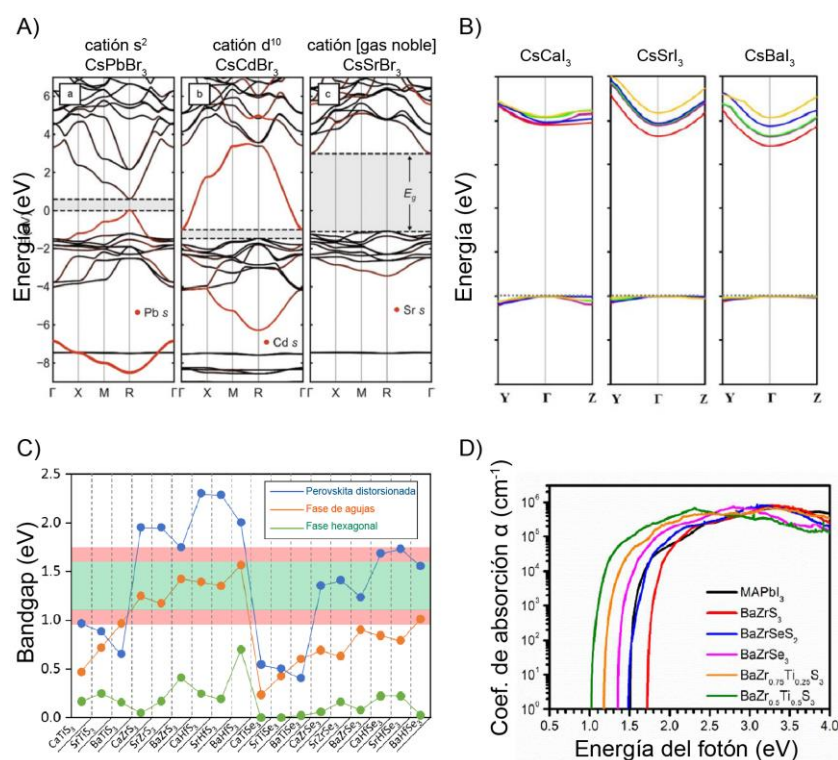 A)
catión s²
CsPbBr₃
catión d¹⁰
CsCdBr₃
catión [gas noble]
CsSrBr₃
a
b
c
Energía (eV)
6
4
2
0
−2
−4
−6
−8
Pb s
Cd s
Sr s
E_g
Γ X M R Γ
Γ X M R Γ
Γ X M R Γ
B)
CsCaI₃
CsSrI₃
CsBaI₃
Energía (eV)
Y Γ Z
Y Γ Z
Y Γ Z
C)
Bandgap (eV)
2.5
2.0
1.5
1.0
0.5
0.0
Perovskita distorsionada
Fase de agujas
Fase hexagonal
CaTiS₃
SrTiS₃
BaTiS₃
CaZrS₃
SrZrS₃
BaZrS₃
CaHfS₃
SrHfS₃
BaHfS₃
CaTiSe₃
SrTiSe₃
BaTiSe₃
CaZrSe₃
SrZrSe₃
BaZrSe₃
CaHfSe₃
SrHfSe₃
BaHfSe₃
D)
Coef. de absorción α (cm⁻¹)
10⁶
10⁵
10⁴
10³
10²
10¹
10⁰
MAPbI₃
BaZrS₃
BaZrSeS₂
BaZrSe₃
BaZr₀.₇₅Ti₀.₂₅S₃
BaZr₀.₅Ti₀.₅S₃
0.5 1.0 1.5 2.0 2.5 3.0 3.5 4.0
Energía del fotón (eV)